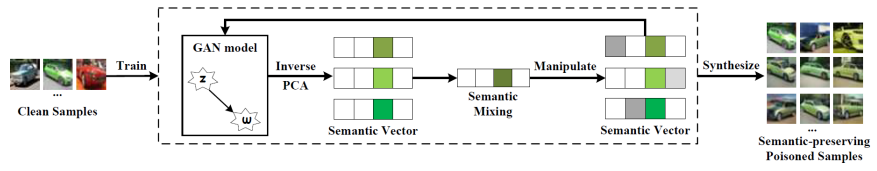 ...
Clean Samples
Train
GAN model
z
ω
Inverse
PCA
...
Semantic Vector
Semantic
Mixing
Manipulate
Semantic Vector
Synthesize
...
Semantic-preserving
Poisoned Samples